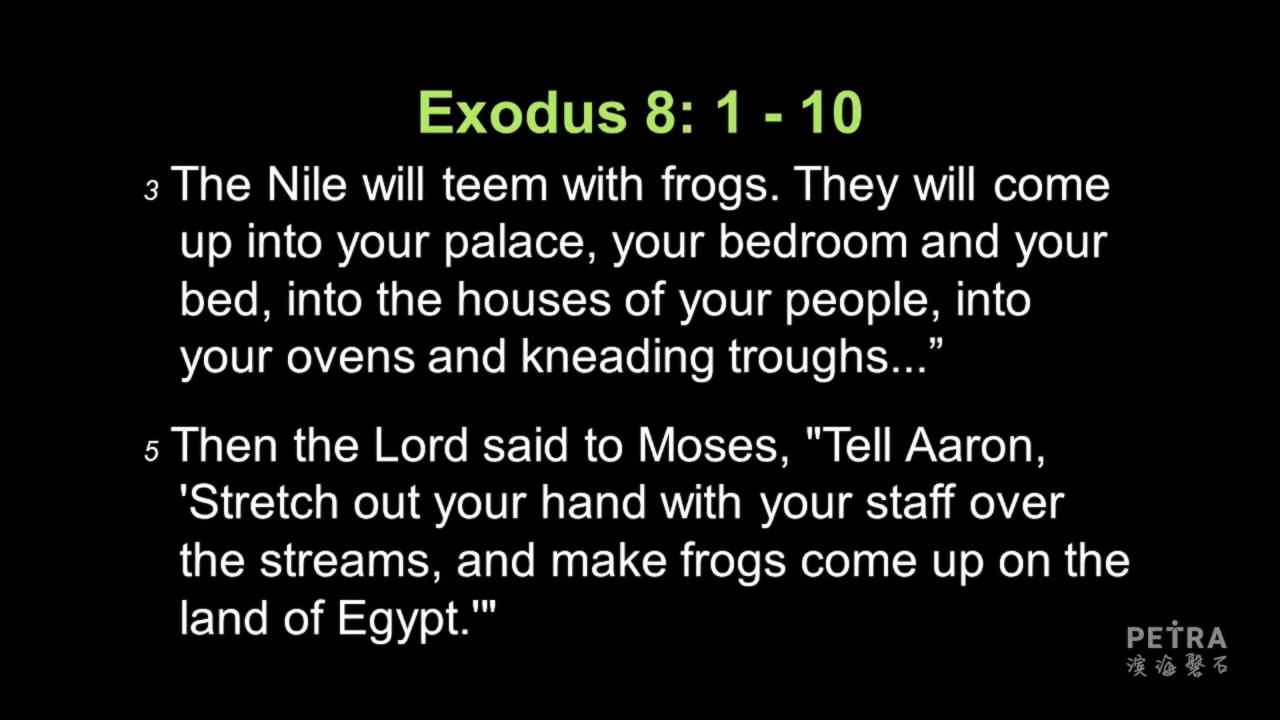 Exodus 8: 1 - 10
3 The Nile will teem with frogs. They will come
up into your palace, your bedroom and your
bed, into the houses of your people, into
your ovens and kneading troughs...”
5 Then the Lord said to Moses, "Tell Aaron,
'Stretch out your hand with your staff over
the streams, and make frogs come up on the
land of Egypt.'"
PETRA
滨海磐石